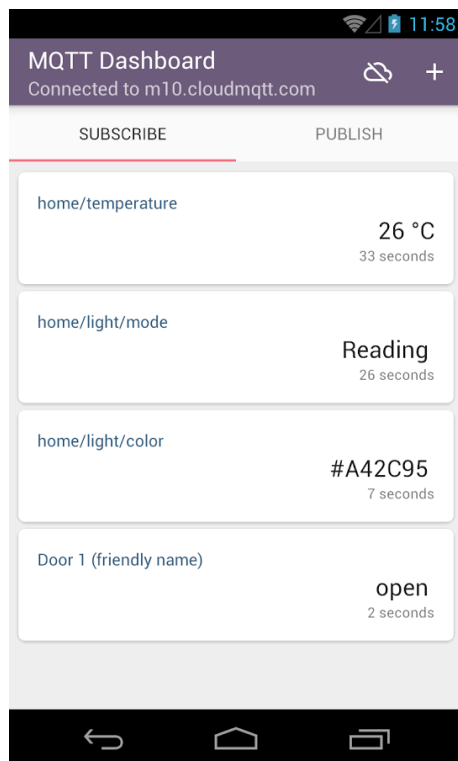 11:58
MQTT Dashboard
Connected to m10.cloudmqtt.com
SUBSCRIBE
PUBLISH
home/temperature
26 °C
33 seconds
home/light/mode
Reading
26 seconds
home/light/color
#A42C95
7 seconds
Door 1 (friendly name)
open
2 seconds